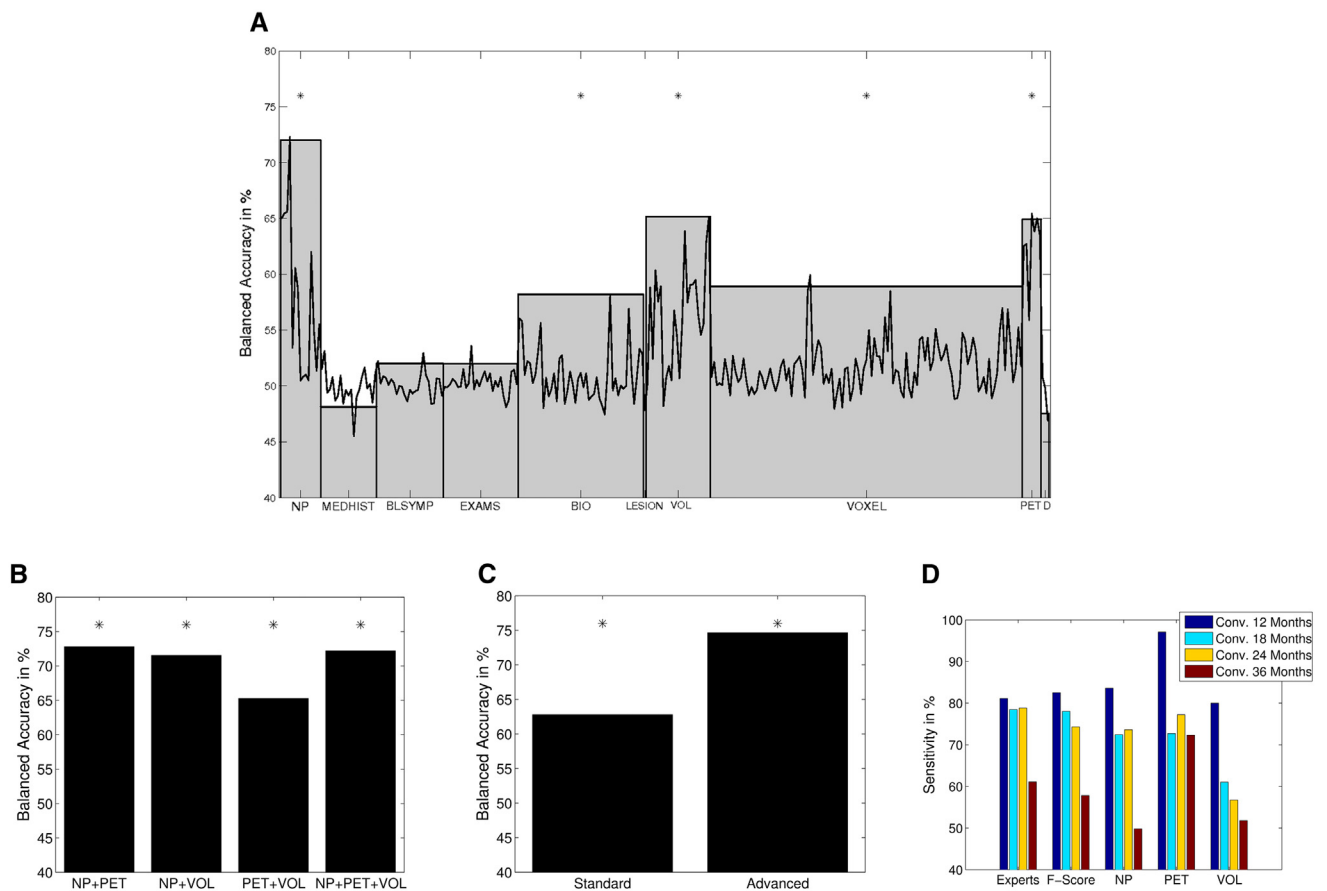 A
80
75
70
65
60
55
50
45
40
Balanced Accuracy in %
* * * * *
NP MEDHIST BLSYMP EXAMS BIO LESION VOL VOXEL PET D
B
80
75
70
65
60
55
50
45
40
Balanced Accuracy in %
* * * *
NP+PET NP+VOL PET+VOL NP+PET+VOL
C
80
75
70
65
60
55
50
45
40
Balanced Accuracy in %
* *
Standard Advanced
D
100
90
80
70
60
50
40
Sensitivity in %
Conv. 12 Months
Conv. 18 Months
Conv. 24 Months
Conv. 36 Months
Experts F−Score NP PET VOL